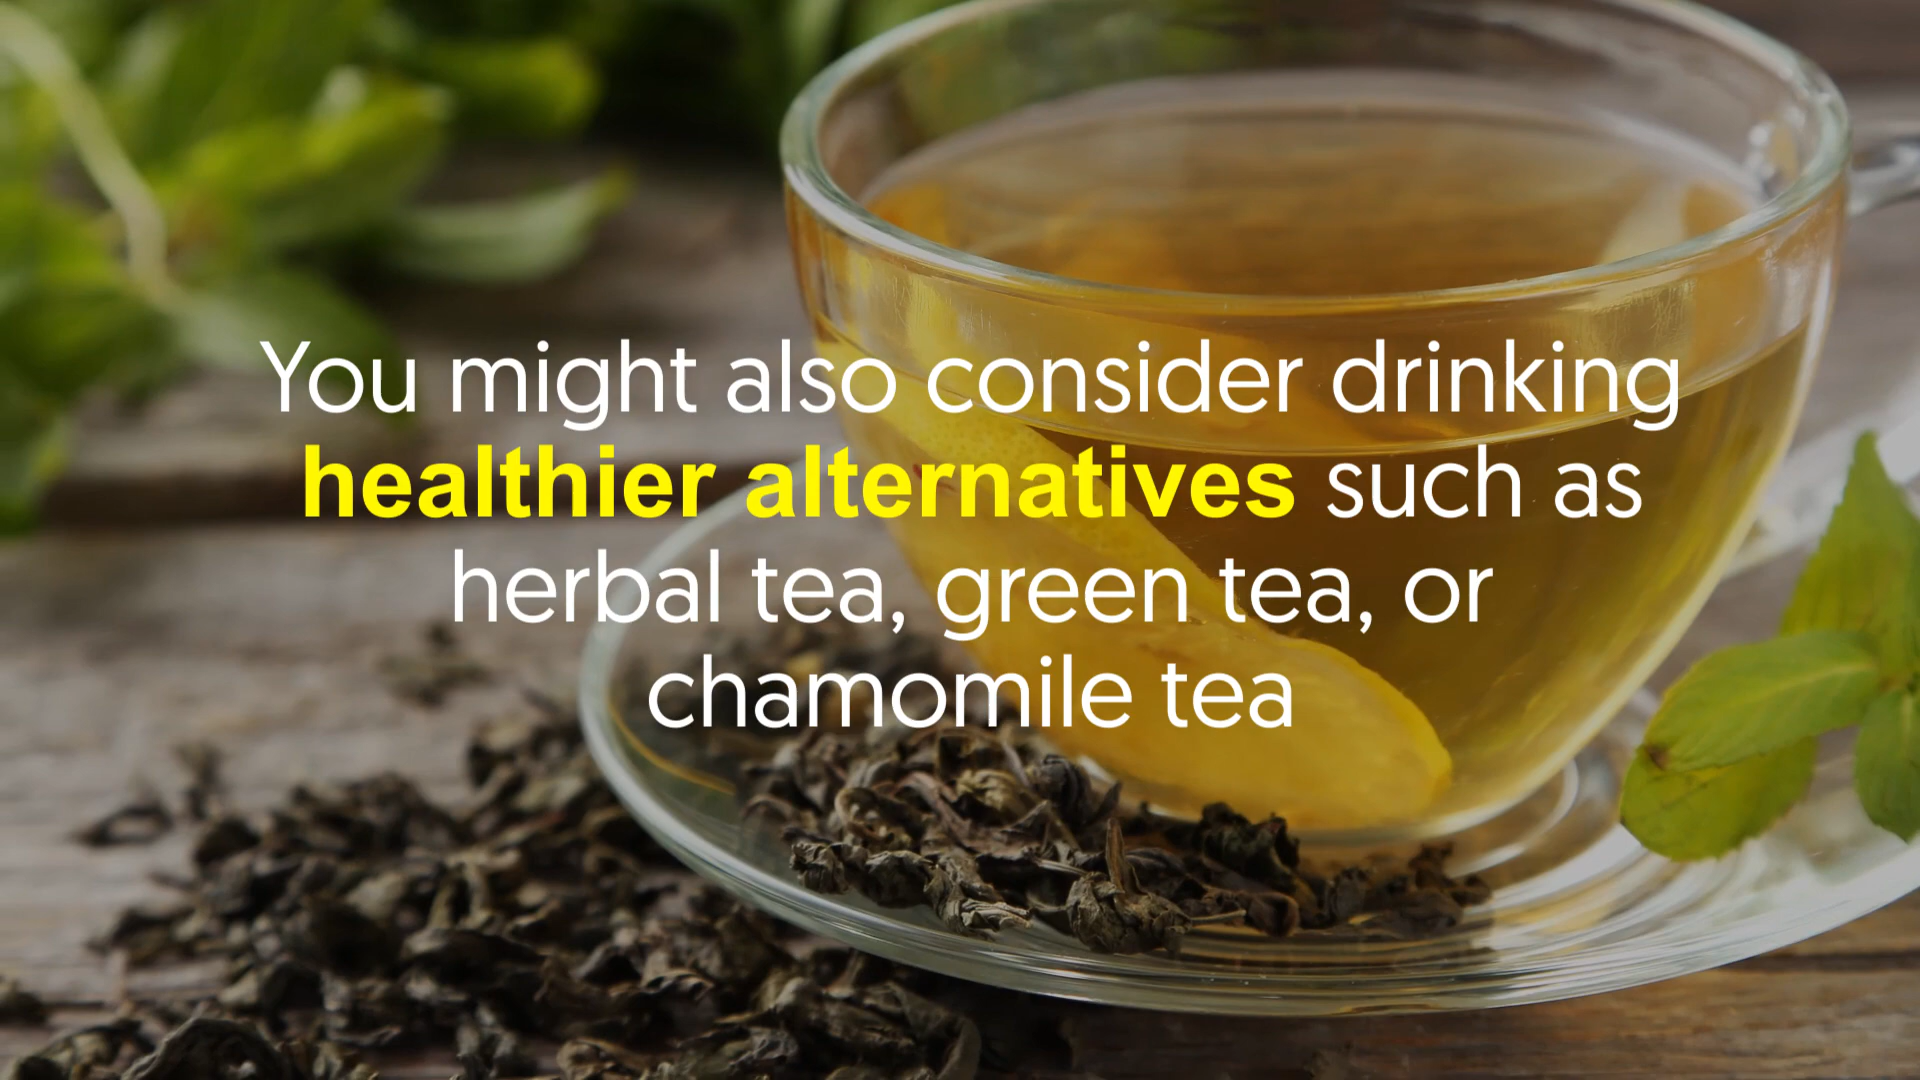 You might also consider drinking
healthier alternatives such as
herbal tea, green tea, or
chamomile tea